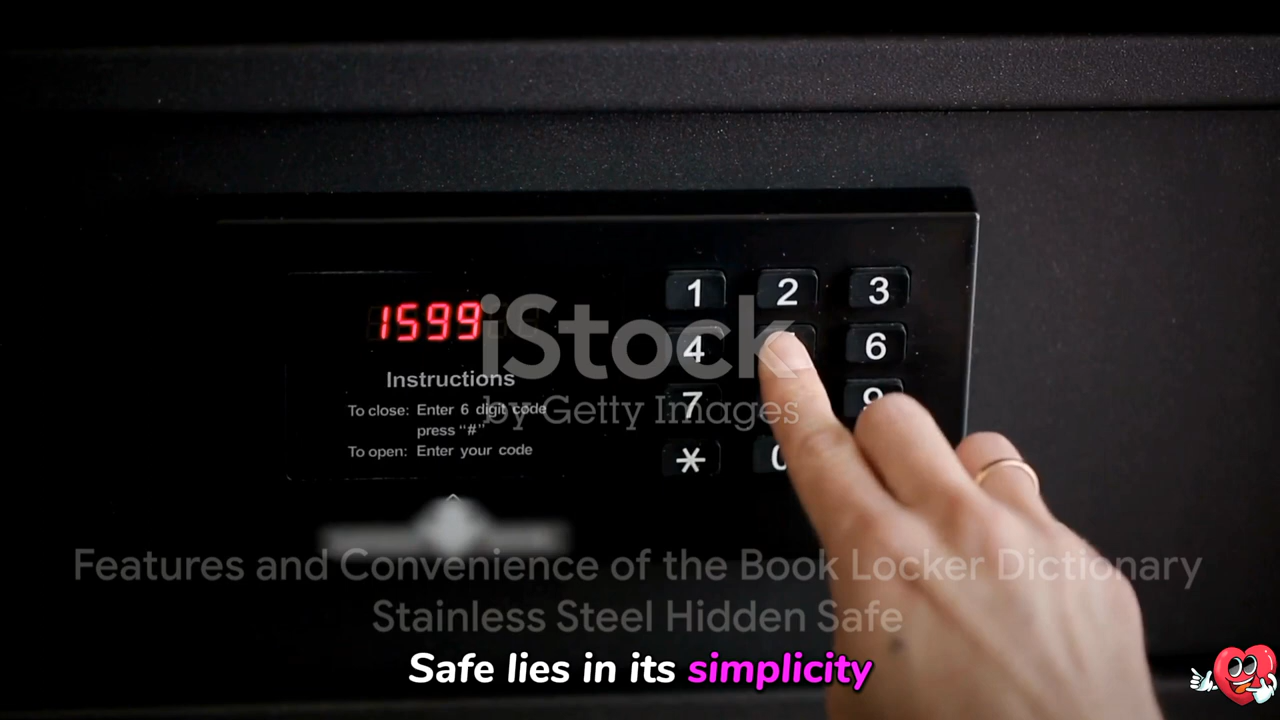 1599
Instructions
To close: Enter 6 digit code
press "#"
To open: Enter your code
1 2 3
4 6
7 9
* 0
iStock
by Getty Images
Features and Convenience of the Book Locker Dictionary
Stainless Steel Hidden Safe
Safe lies in its simplicity